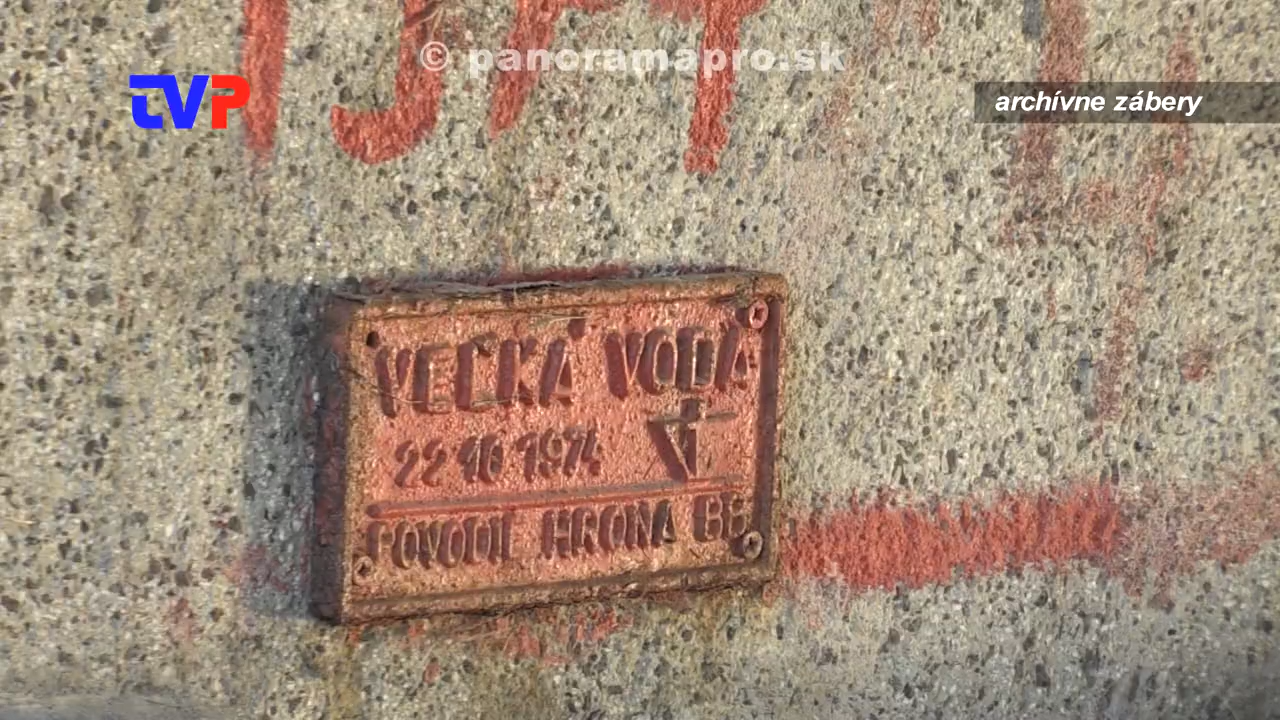 © panoramapro.sk
TVP
archívne zábery
VEĽKÁ VODA
22 10 1974
POVODIE HRONA BB